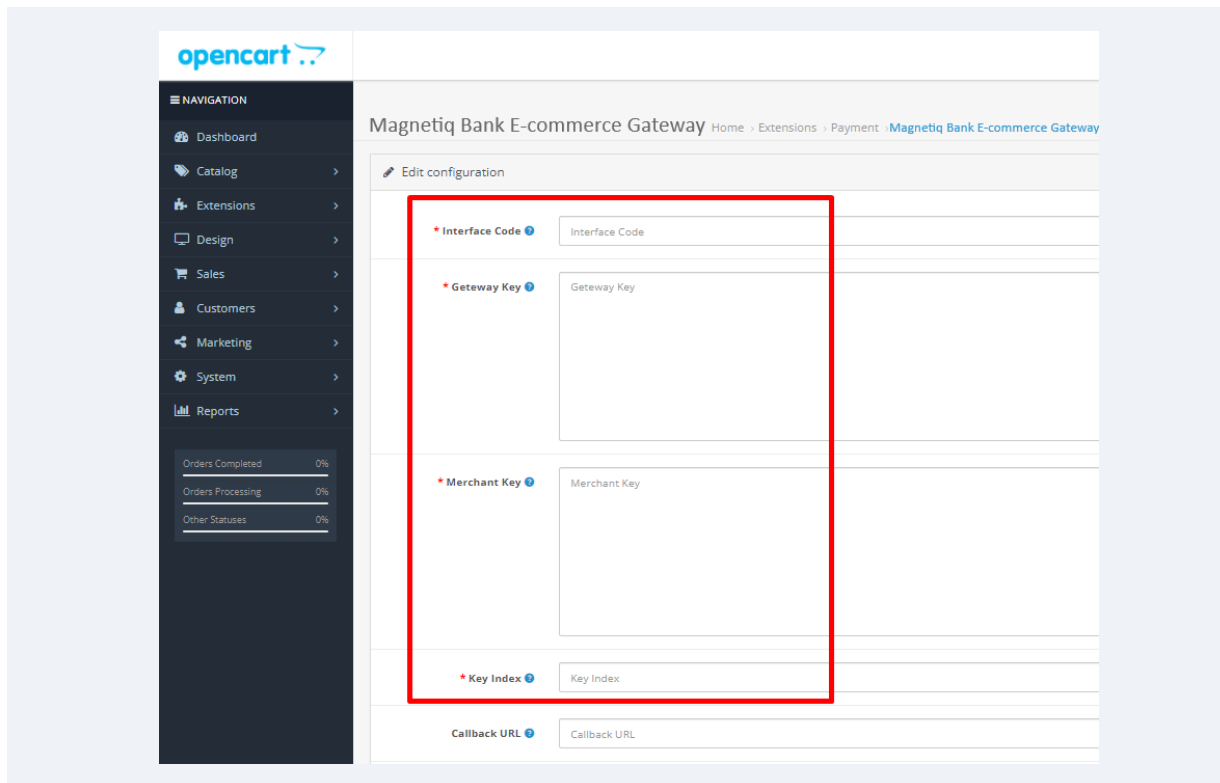 opencart
NAVIGATION
Dashboard
Catalog
Extensions
Design
Sales
Customers
Marketing
System
Reports
Orders Completed 0%
Orders Processing 0%
Other Statuses 0%
Magnetiq Bank E-commerce Gateway Home › Extensions › Payment › Magnetiq Bank E-commerce Gateway
Edit configuration
* Interface Code ? Interface Code
* Geteway Key ? Geteway Key
* Merchant Key ? Merchant Key
* Key Index ? Key Index
Callback URL ? Callback URL